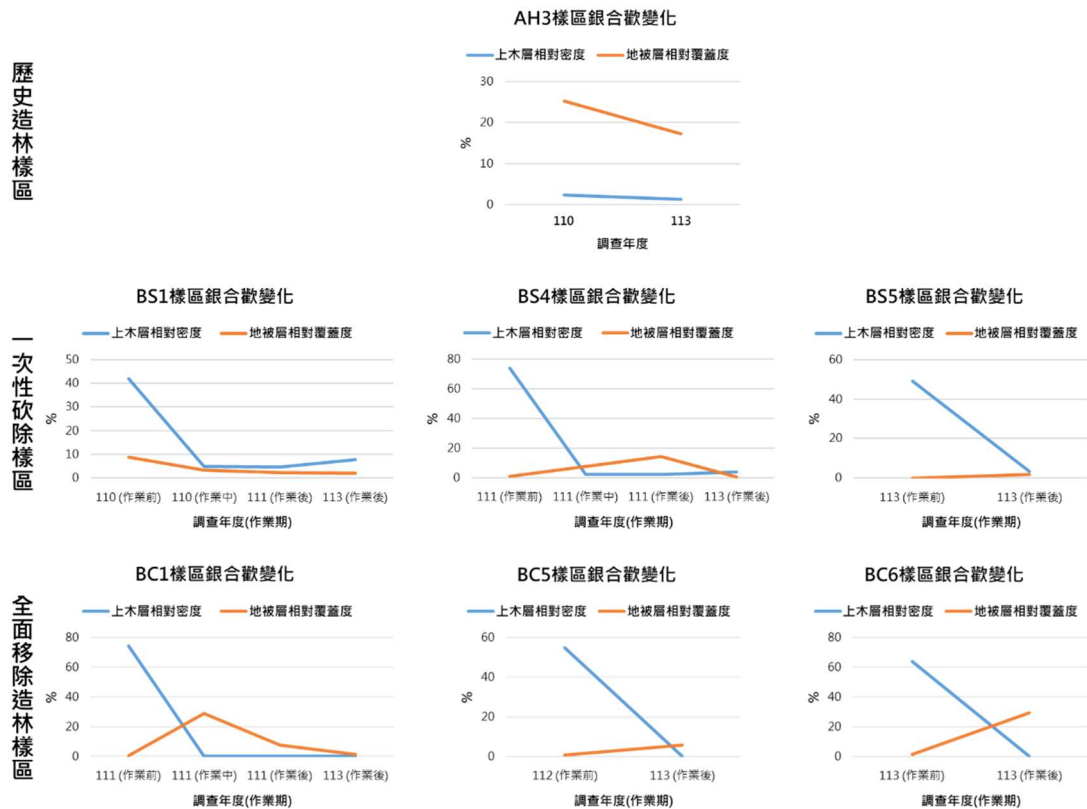 歷史造林樣區
AH3樣區銀合歡變化
上木層相對密度 地被層相對覆蓋度
30
20
10
0
%
110 113
調查年度
一次性砍除樣區
BS1樣區銀合歡變化
上木層相對密度 地被層相對覆蓋度
50
40
30
20
10
0
%
110 (作業前) 110 (作業中) 111 (作業後) 113 (作業後)
調查年度(作業期)
BS4樣區銀合歡變化
上木層相對密度 地被層相對覆蓋度
80
60
40
20
0
%
111 (作業前) 111 (作業中) 111 (作業後) 113 (作業後)
調查年度(作業期)
BS5樣區銀合歡變化
上木層相對密度 地被層相對覆蓋度
60
40
20
0
%
113 (作業前) 113 (作業後)
調查年度(作業期)
全面移除造林樣區
BC1樣區銀合歡變化
上木層相對密度 地被層相對覆蓋度
80
60
40
20
0
%
111 (作業前) 111 (作業中) 111 (作業後) 113 (作業後)
調查年度(作業期)
BC5樣區銀合歡變化
上木層相對密度 地被層相對覆蓋度
60
40
20
0
%
112 (作業前) 113 (作業後)
調查年度(作業期)
BC6樣區銀合歡變化
上木層相對密度 地被層相對覆蓋度
80
60
40
20
0
%
113 (作業前) 113 (作業後)
調查年度(作業期)